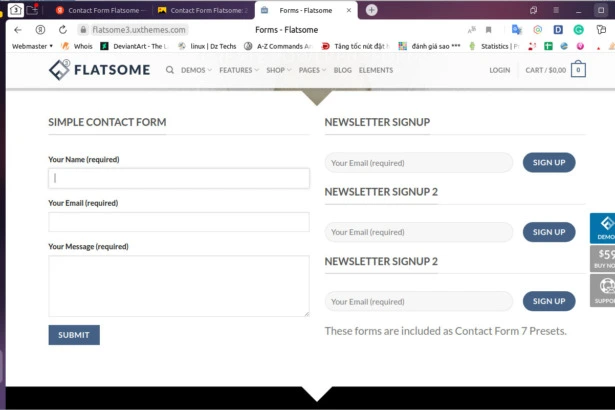 3
Contact Form Flatsome
Contact Form Flatsome:
Forms - Flatsome
flatsome3.uxthemes.com
Forms - Flatsome
Webmaster
Whois
DeviantArt - The L
linux | Dz Techs
A-Z Commands
Tăng tốc nút đặt
đánh giá sao ***
Statistics |
3
FLATSOME
DEMOS
FEATURES
SHOP
PAGES
BLOG
ELEMENTS
LOGIN
CART / $0,00
0
SIMPLE CONTACT FORM
Your Name (required)
Your Email (required)
Your Message (required)
SUBMIT
NEWSLETTER SIGNUP
Your Email (required)
SIGN UP
NEWSLETTER SIGNUP 2
Your Email (required)
SIGN UP
NEWSLETTER SIGNUP 2
Your Email (required)
SIGN UP
These forms are included as Contact Form 7 Presets.
DEMO
$59
BUY NO
SUPPO